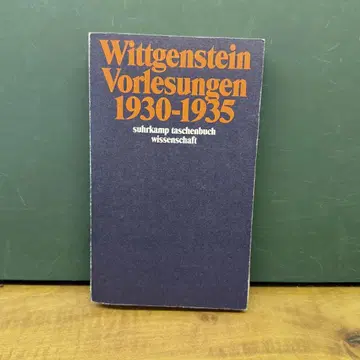 Wittgenstein
Vorlesungen
1930-1935
suhrkamp taschenbuch
wissenschaft